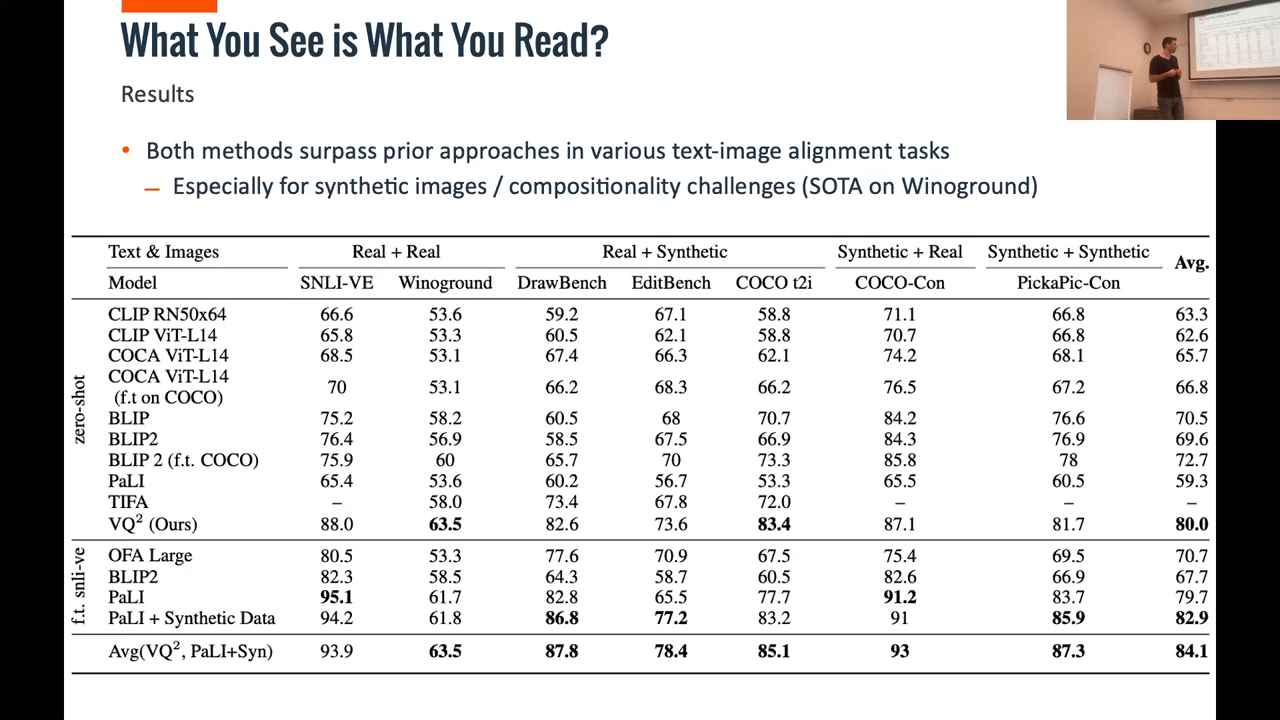 What You See is What You Read?
Results
• Both methods surpass prior approaches in various text-image alignment tasks
— Especially for synthetic images / compositionality challenges (SOTA on Winoground)
Text & Images Real + Real Real + Synthetic Synthetic + Real Synthetic + Synthetic Avg.
Model SNLI-VE Winoground DrawBench EditBench COCO t2i COCO-Con PickaPic-Con
zero-shot
CLIP RN50x64 66.6 53.6 59.2 67.1 58.8 71.1 66.8 63.3
CLIP ViT-L14 65.8 53.3 60.5 62.1 58.8 70.7 66.8 62.6
COCA ViT-L14 68.5 53.1 67.4 66.3 62.1 74.2 68.1 65.7
COCA ViT-L14
(f.t on COCO) 70 53.1 66.2 68.3 66.2 76.5 67.2 66.8
BLIP 75.2 58.2 60.5 68 70.7 84.2 76.6 70.5
BLIP2 76.4 56.9 58.5 67.5 66.9 84.3 76.9 69.6
BLIP 2 (f.t. COCO) 75.9 60 65.7 70 73.3 85.8 78 72.7
PaLI 65.4 53.6 60.2 56.7 53.3 65.5 60.5 59.3
TIFA – 58.0 73.4 67.8 72.0 – – –
VQ² (Ours) 88.0 63.5 82.6 73.6 83.4 87.1 81.7 80.0
f.t. snli-ve
OFA Large 80.5 53.3 77.6 70.9 67.5 75.4 69.5 70.7
BLIP2 82.3 58.5 64.3 58.7 60.5 82.6 66.9 67.7
PaLI 95.1 61.7 82.8 65.5 77.7 91.2 83.7 79.7
PaLI + Synthetic Data 94.2 61.8 86.8 77.2 83.2 91 85.9 82.9
Avg(VQ², PaLI+Syn) 93.9 63.5 87.8 78.4 85.1 93 87.3 84.1